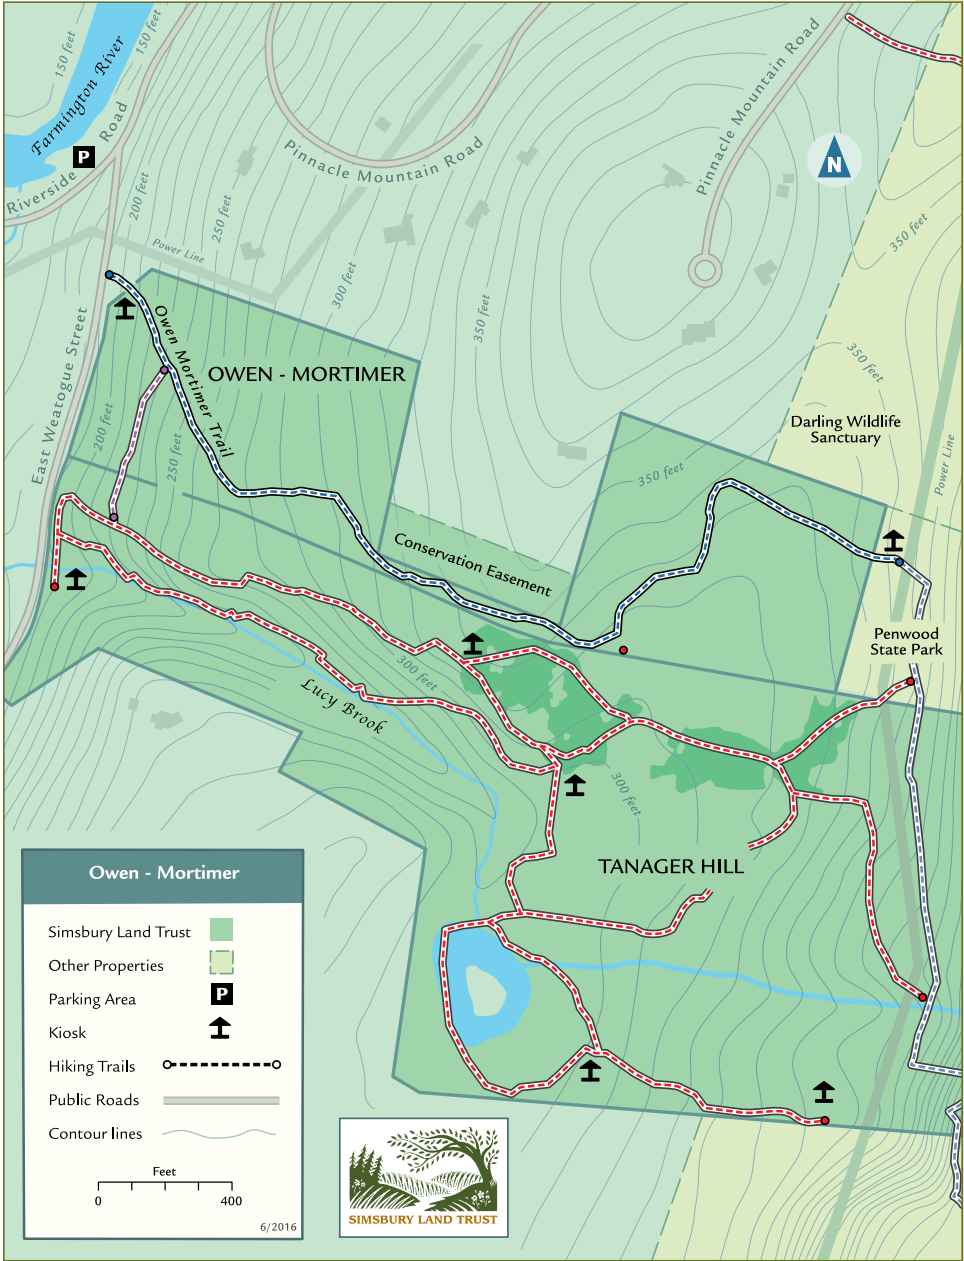 150 feet
150 feet
Farmington River
Road
P
Riverside
Pinnacle Mountain Road
Pinnacle Mountain Road
N
200 feet
250 feet
Power Line
300 feet
350 feet
350 feet
350 feet
East Weatogue Street
Owen Mortimer Trail
OWEN - MORTIMER
200 feet
250 feet
Darling Wildlife
Sanctuary
Power Line
350 feet
Conservation Easement
Penwood
State Park
300 feet
Lucy Brook
300 feet
TANAGER HILL
Owen - Mortimer
Simsbury Land Trust
Other Properties
Parking Area
P
Kiosk
Hiking Trails
Public Roads
Contour lines
Feet
0
400
6/2016
SIMSBURY LAND TRUST